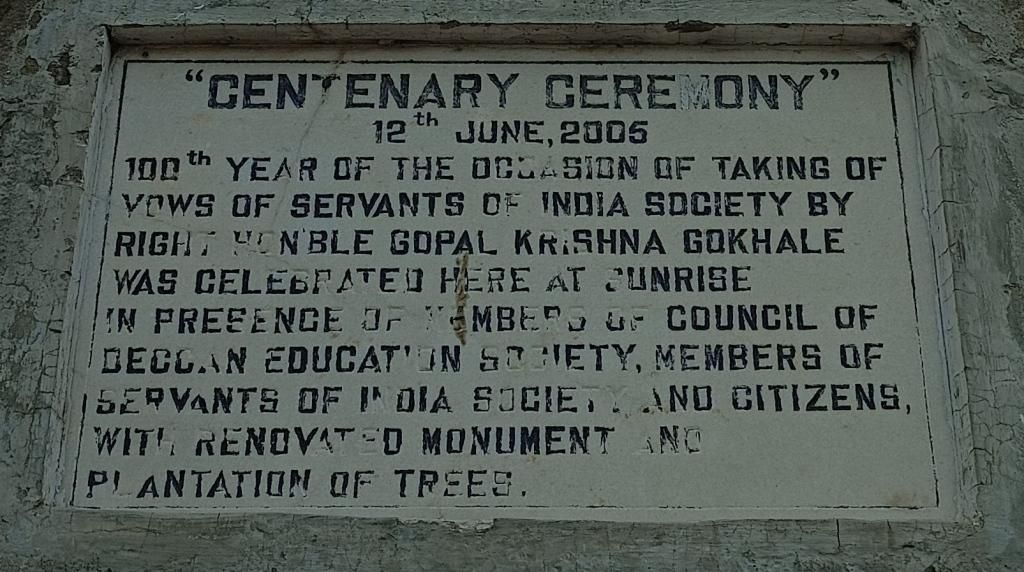 "CENTENARY CEREMONY"
12th JUNE, 2005
100th YEAR OF THE OCCASION OF TAKING OF
VOWS OF SERVANTS OF INDIA SOCIETY BY
RIGHT HON'BLE GOPAL KRISHNA GOKHALE
WAS CELEBRATED HERE AT SUNRISE
IN PRESENCE OF MEMBERS OF COUNCIL OF
DECCAN EDUCATION SOCIETY, MEMBERS OF
SERVANTS OF INDIA SOCIETY AND CITIZENS,
WITH RENOVATED MONUMENT AND
PLANTATION OF TREES.